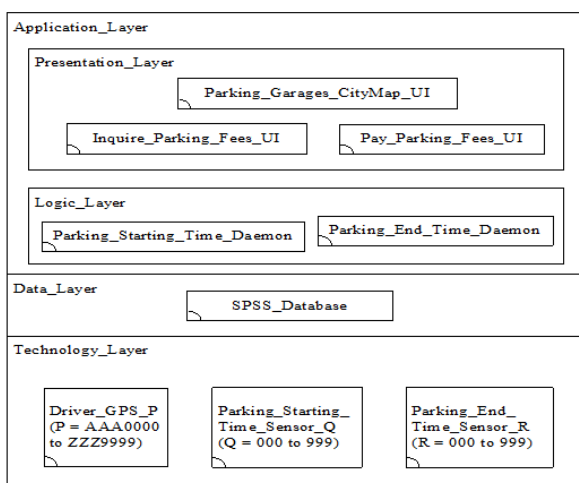 Application_Layer
Presentation_Layer
Parking_Garages_CityMap_UI
Inquire_Parking_Fees_UI
Pay_Parking_Fees_UI
Logic_Layer
Parking_Starting_Time_Daemon
Parking_End_Time_Daemon
Data_Layer
SPSS_Database
Technology_Layer
Driver_GPS_P
(P = AAA0000
to ZZZ9999)
Parking_Starting_
Time_Sensor_Q
(Q = 000 to 999)
Parking_End_
Time_Sensor_R
(R = 000 to 999)